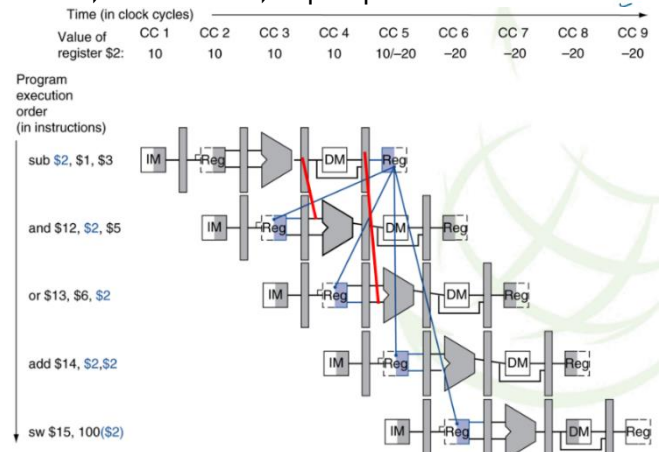 Time (in clock cycles)
CC 1 CC 2 CC 3 CC 4 CC 5 CC 6 CC 7 CC 8 CC 9
Value of
register $2: 10 10 10 10 10/–20 –20 –20 –20 –20
Program
execution
order
(in instructions)
sub $2, $1, $3 IM Reg DM Reg
and $12, $2, $5 IM Reg DM Reg
or $13, $6, $2 IM Reg DM Reg
add $14, $2,$2 IM Reg DM Reg
sw $15, 100($2) IM Reg DM Reg